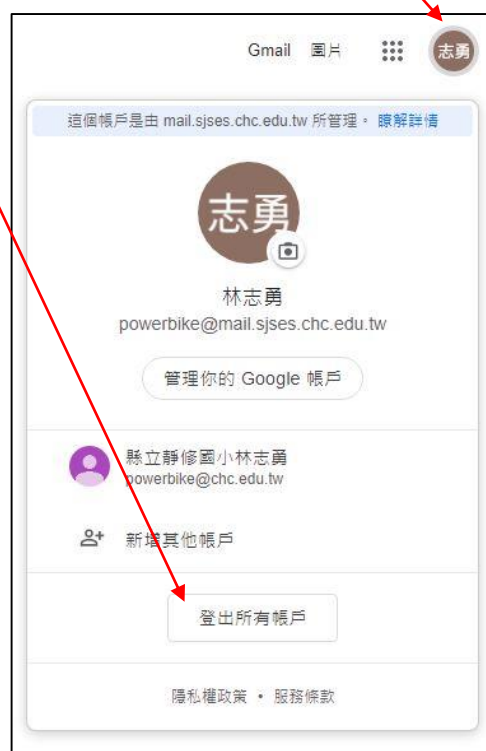 Gmail 圖片 志勇
這個帳戶是由 mail.sjses.chc.edu.tw 所管理。 瞭解詳情
志勇
林志勇
powerbike@mail.sjses.chc.edu.tw
管理你的 Google 帳戶
縣立靜修國小林志勇
powerbike@chc.edu.tw
新增其他帳戶
登出所有帳戶
隱私權政策 • 服務條款